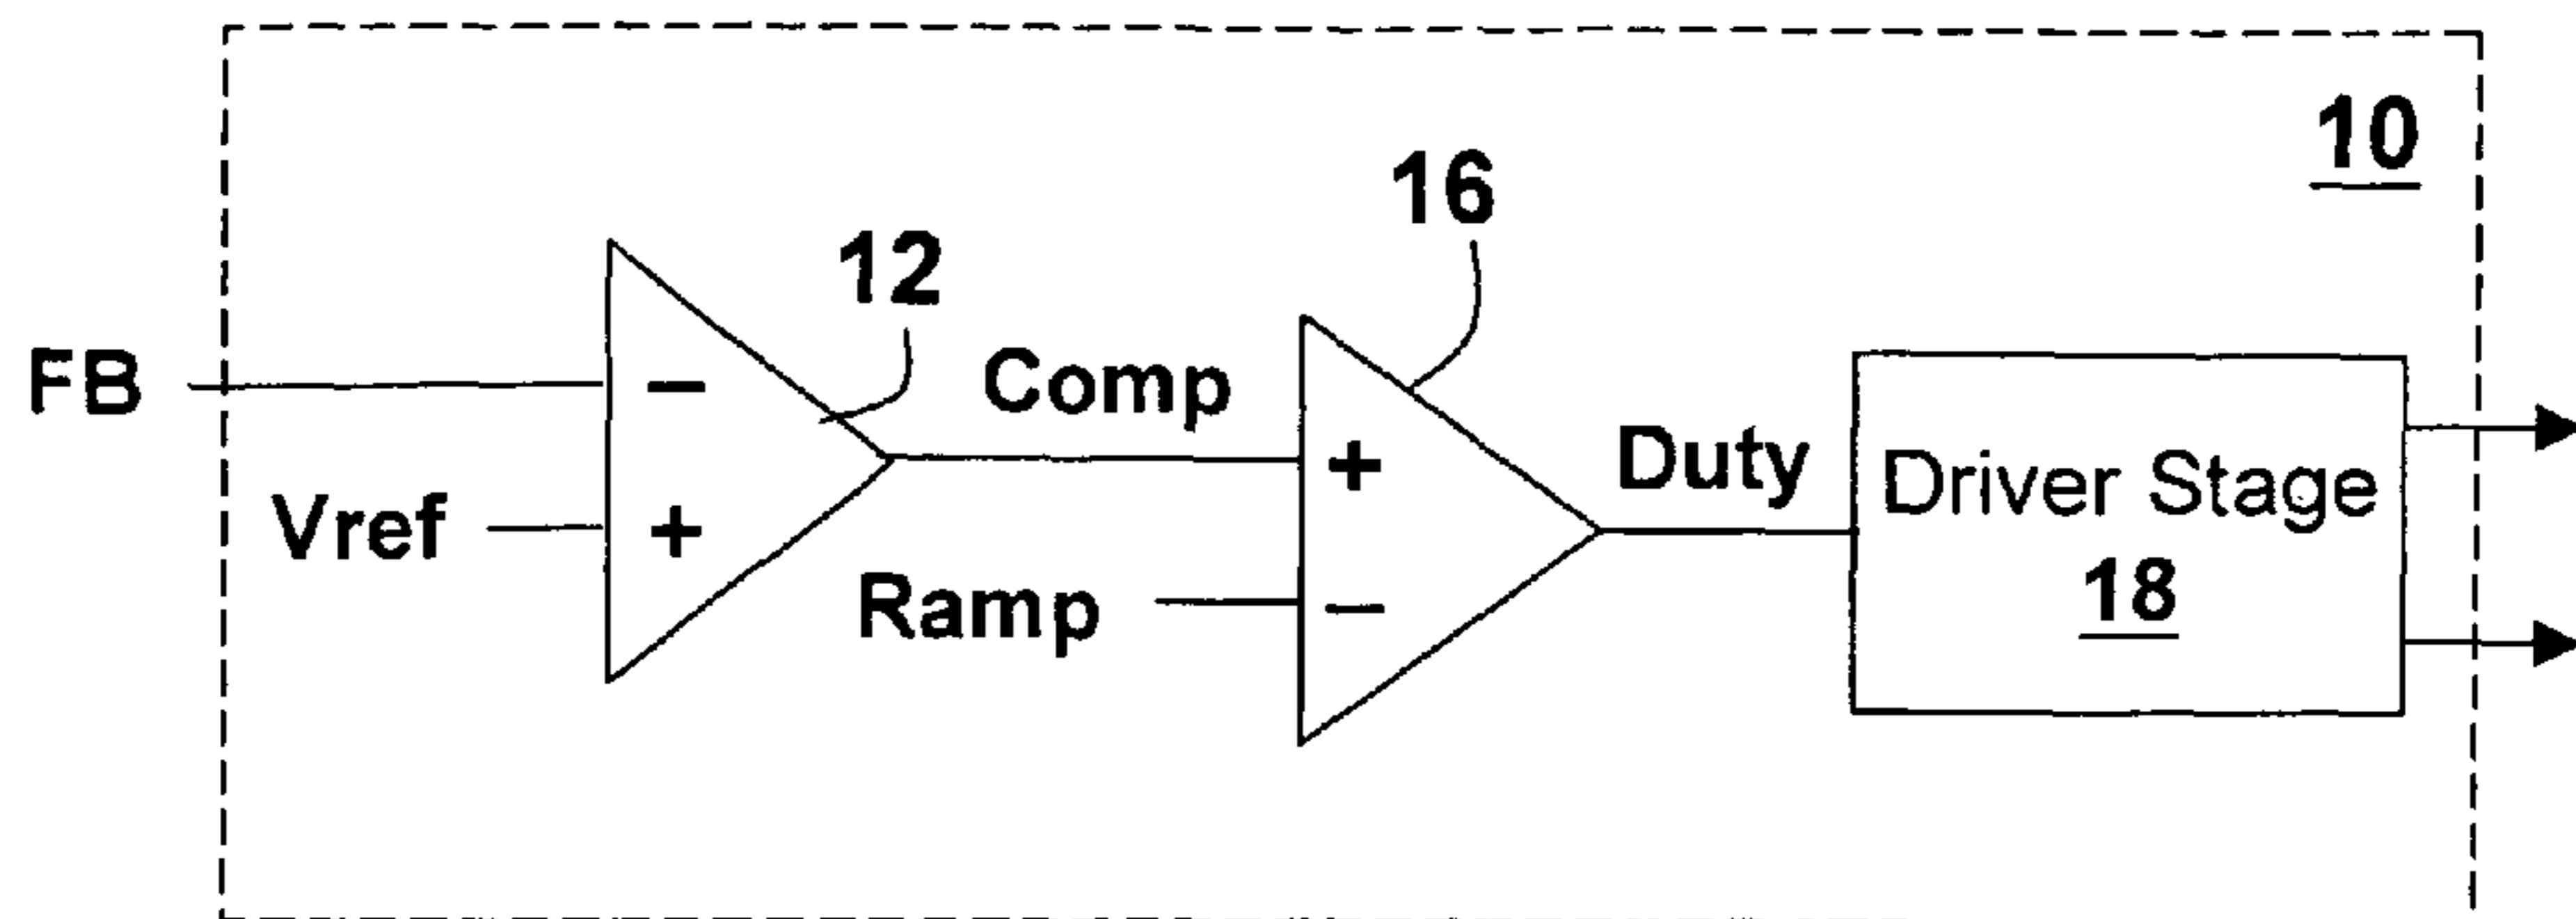 10
16
12
FB
−
Comp
+
Duty
Driver Stage
18
Vref
+
Ramp
−